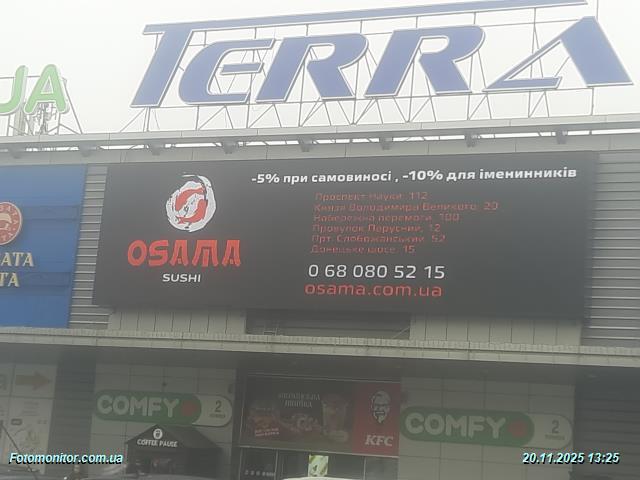 TERRA
UA
-5% при самовиносі , -10% для іменинників
Проспект Науки, 112
Князя Володимира Великого, 20
Набережна перемоги, 100
Провулок Парусний, 12
Прт. Слобожанський, 52
Донецьке шосе, 15
OSAMA
SUSHI
0 68 080 52 15
osama.com.ua
COMFY
2
COFFEE PAUSE
KFC
COMFY
2
Fotomonitor.com.ua
20.11.2025 13:25